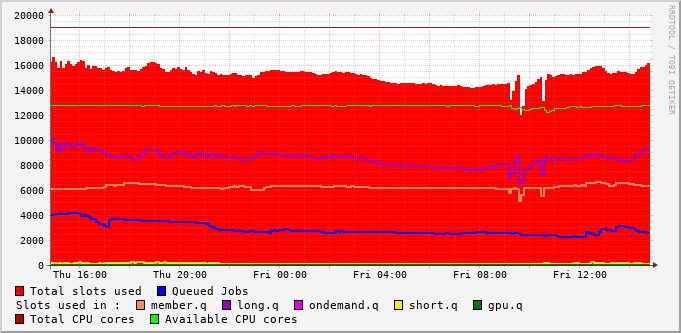 20000
18000
16000
14000
12000
10000
8000
6000
4000
2000
0
Thu 16:00 Thu 20:00 Fri 00:00 Fri 04:00 Fri 08:00 Fri 12:00
RRDTOOL / TOBI OETIKER
Total slots used Queued Jobs
Slots used in : member.q long.q ondemand.q short.q gpu.q
Total CPU cores Available CPU cores